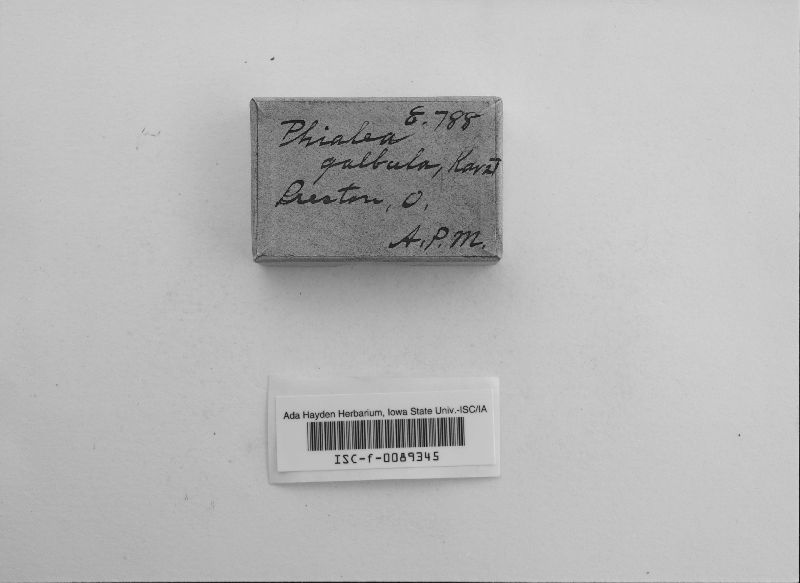 E. 788
Phialea
galbula, Karst
Preston, O.
A.P.M.
Ada Hayden Herbarium, Iowa State Univ.-ISC/IA
ISC-f-0089345